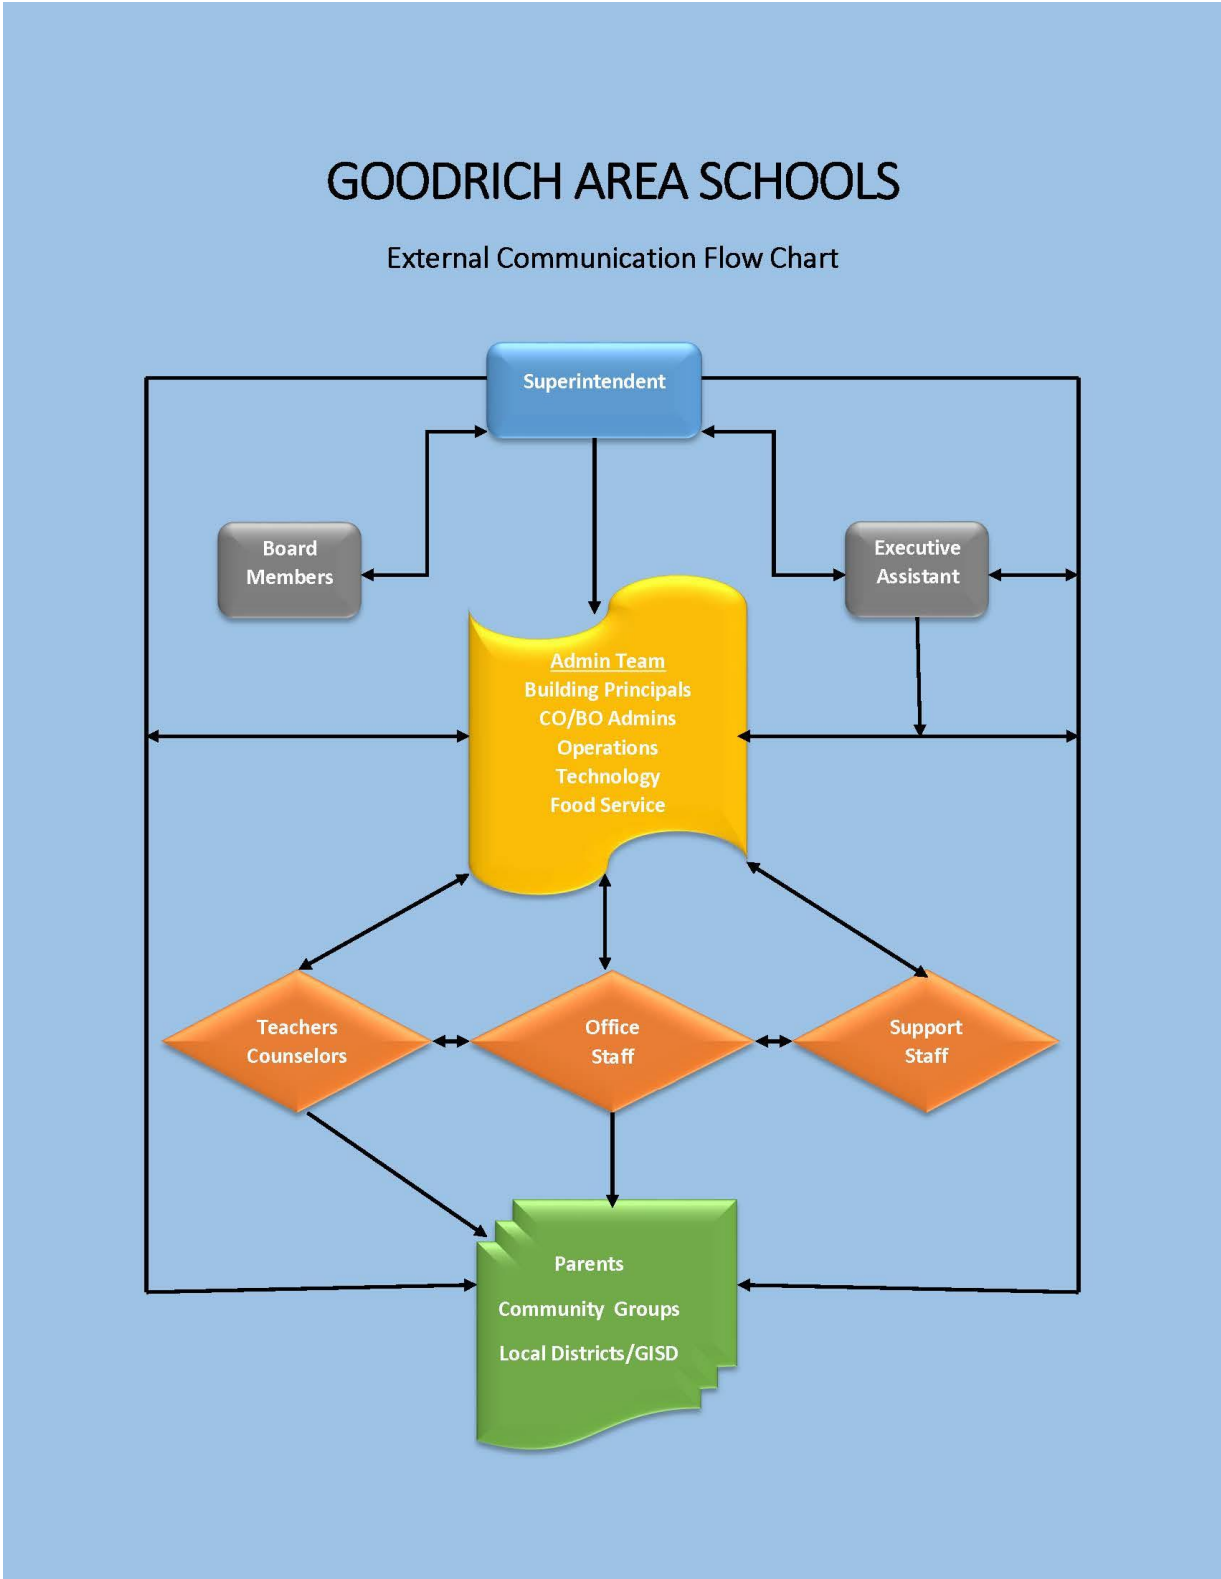 GOODRICH AREA SCHOOLS
External Communication Flow Chart
Superintendent
Board
Members
Executive
Assistant
Admin Team
Building Principals
CO/BO Admins
Operations
Technology
Food Service
Teachers
Counselors
Office
Staff
Support
Staff
Parents
Community Groups
Local Districts/GISD